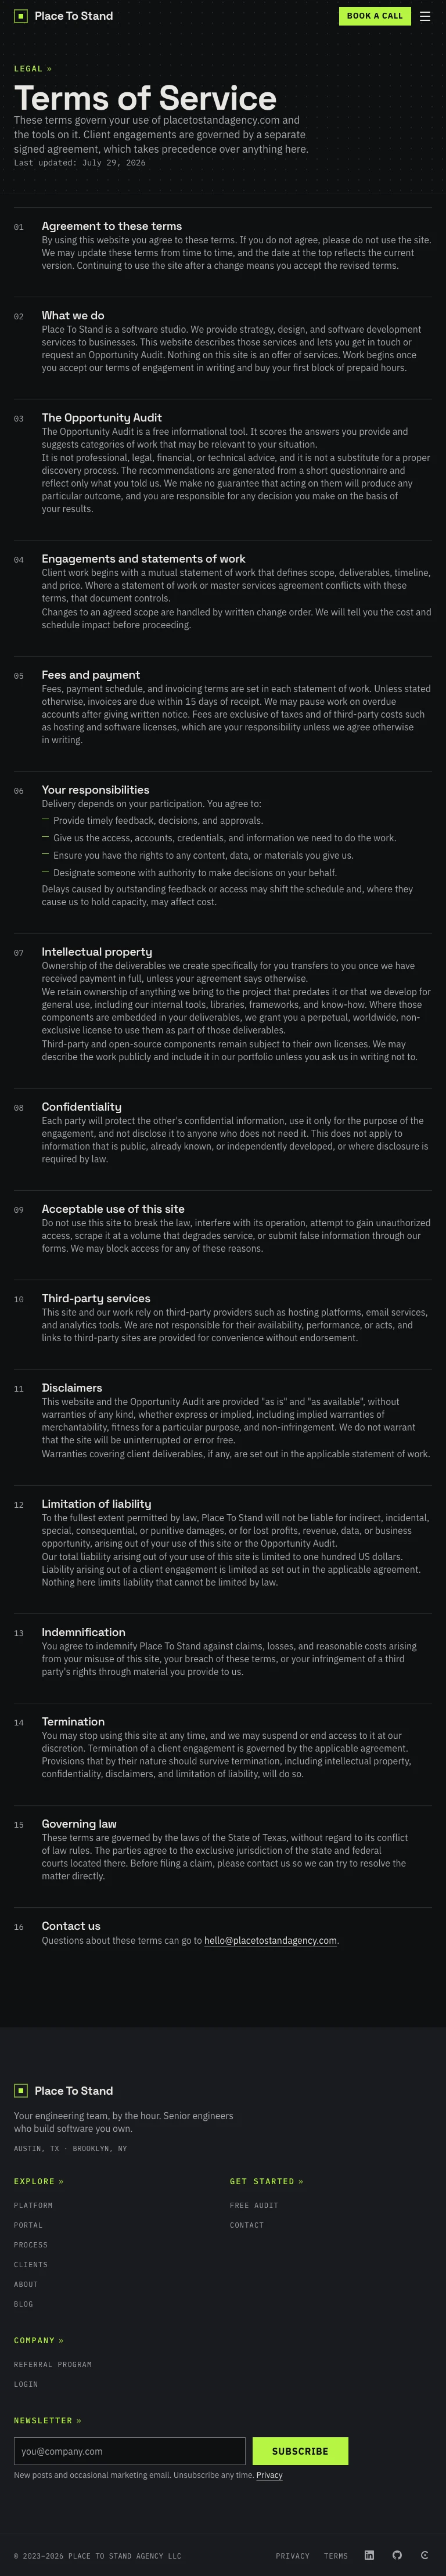 Place To Stand
BOOK A CALL
LEGAL »
Terms of Service
These terms govern your use of placetostandagency.com and
the tools on it. Client engagements are governed by a separate
signed agreement, which takes precedence over anything here.
Last updated: July 29, 2026
01
Agreement to these terms
By using this website you agree to these terms. If you do not agree, please do not use the site.
We may update these terms from time to time, and the date at the top reflects the current
version. Continuing to use the site after a change means you accept the revised terms.
02
What we do
Place To Stand is a software studio. We provide strategy, design, and software development
services to businesses. This website describes those services and lets you get in touch or
request an Opportunity Audit. Nothing on this site is an offer of services. Work begins once
you accept our terms of engagement in writing and buy your first block of prepaid hours.
03
The Opportunity Audit
The Opportunity Audit is a free informational tool. It scores the answers you provide and
suggests categories of work that may be relevant to your situation.
It is not professional, legal, financial, or technical advice, and it is not a substitute for a proper
discovery process. The recommendations are generated from a short questionnaire and
reflect only what you told us. We make no guarantee that acting on them will produce any
particular outcome, and you are responsible for any decision you make on the basis of
your results.
04
Engagements and statements of work
Client work begins with a mutual statement of work that defines scope, deliverables, timeline,
and price. Where a statement of work or master services agreement conflicts with these
terms, that document controls.
Changes to an agreed scope are handled by written change order. We will tell you the cost and
schedule impact before proceeding.
05
Fees and payment
Fees, payment schedule, and invoicing terms are set in each statement of work. Unless stated
otherwise, invoices are due within 15 days of receipt. We may pause work on overdue
accounts after giving written notice. Fees are exclusive of taxes and of third-party costs such
as hosting and software licenses, which are your responsibility unless we agree otherwise
in writing.
06
Your responsibilities
Delivery depends on your participation. You agree to:
— Provide timely feedback, decisions, and approvals.
— Give us the access, accounts, credentials, and information we need to do the work.
— Ensure you have the rights to any content, data, or materials you give us.
— Designate someone with authority to make decisions on your behalf.
Delays caused by outstanding feedback or access may shift the schedule and, where they
cause us to hold capacity, may affect cost.
07
Intellectual property
Ownership of the deliverables we create specifically for you transfers to you once we have
received payment in full, unless your agreement says otherwise.
We retain ownership of anything we bring to the project that predates it or that we develop for
general use, including our internal tools, libraries, frameworks, and know-how. Where those
components are embedded in your deliverables, we grant you a perpetual, worldwide, non-
exclusive license to use them as part of those deliverables.
Third-party and open-source components remain subject to their own licenses. We may
describe the work publicly and include it in our portfolio unless you ask us in writing not to.
08
Confidentiality
Each party will protect the other's confidential information, use it only for the purpose of the
engagement, and not disclose it to anyone who does not need it. This does not apply to
information that is public, already known, or independently developed, or where disclosure is
required by law.
09
Acceptable use of this site
Do not use this site to break the law, interfere with its operation, attempt to gain unauthorized
access, scrape it at a volume that degrades service, or submit false information through our
forms. We may block access for any of these reasons.
10
Third-party services
This site and our work rely on third-party providers such as hosting platforms, email services,
and analytics tools. We are not responsible for their availability, performance, or acts, and
links to third-party sites are provided for convenience without endorsement.
11
Disclaimers
This website and the Opportunity Audit are provided "as is" and "as available", without
warranties of any kind, whether express or implied, including implied warranties of
merchantability, fitness for a particular purpose, and non-infringement. We do not warrant
that the site will be uninterrupted or error free.
Warranties covering client deliverables, if any, are set out in the applicable statement of work.
12
Limitation of liability
To the fullest extent permitted by law, Place To Stand will not be liable for indirect, incidental,
special, consequential, or punitive damages, or for lost profits, revenue, data, or business
opportunity, arising out of your use of this site or the Opportunity Audit.
Our total liability arising out of your use of this site is limited to one hundred US dollars.
Liability arising out of a client engagement is limited as set out in the applicable agreement.
Nothing here limits liability that cannot be limited by law.
13
Indemnification
You agree to indemnify Place To Stand against claims, losses, and reasonable costs arising
from your misuse of this site, your breach of these terms, or your infringement of a third
party's rights through material you provide to us.
14
Termination
You may stop using this site at any time, and we may suspend or end access to it at our
discretion. Termination of a client engagement is governed by the applicable agreement.
Provisions that by their nature should survive termination, including intellectual property,
confidentiality, disclaimers, and limitation of liability, will do so.
15
Governing law
These terms are governed by the laws of the State of Texas, without regard to its conflict
of law rules. The parties agree to the exclusive jurisdiction of the state and federal
courts located there. Before filing a claim, please contact us so we can try to resolve the
matter directly.
16
Contact us
Questions about these terms can go to hello@placetostandagency.com.
Place To Stand
Your engineering team, by the hour. Senior engineers
who build software you own.
AUSTIN, TX · BROOKLYN, NY
EXPLORE »
PLATFORM
PORTAL
PROCESS
CLIENTS
ABOUT
BLOG
GET STARTED »
FREE AUDIT
CONTACT
COMPANY »
REFERRAL PROGRAM
LOGIN
NEWSLETTER »
you@company.com
SUBSCRIBE
New posts and occasional marketing email. Unsubscribe any time. Privacy
© 2023–2026 PLACE TO STAND AGENCY LLC
PRIVACY
TERMS